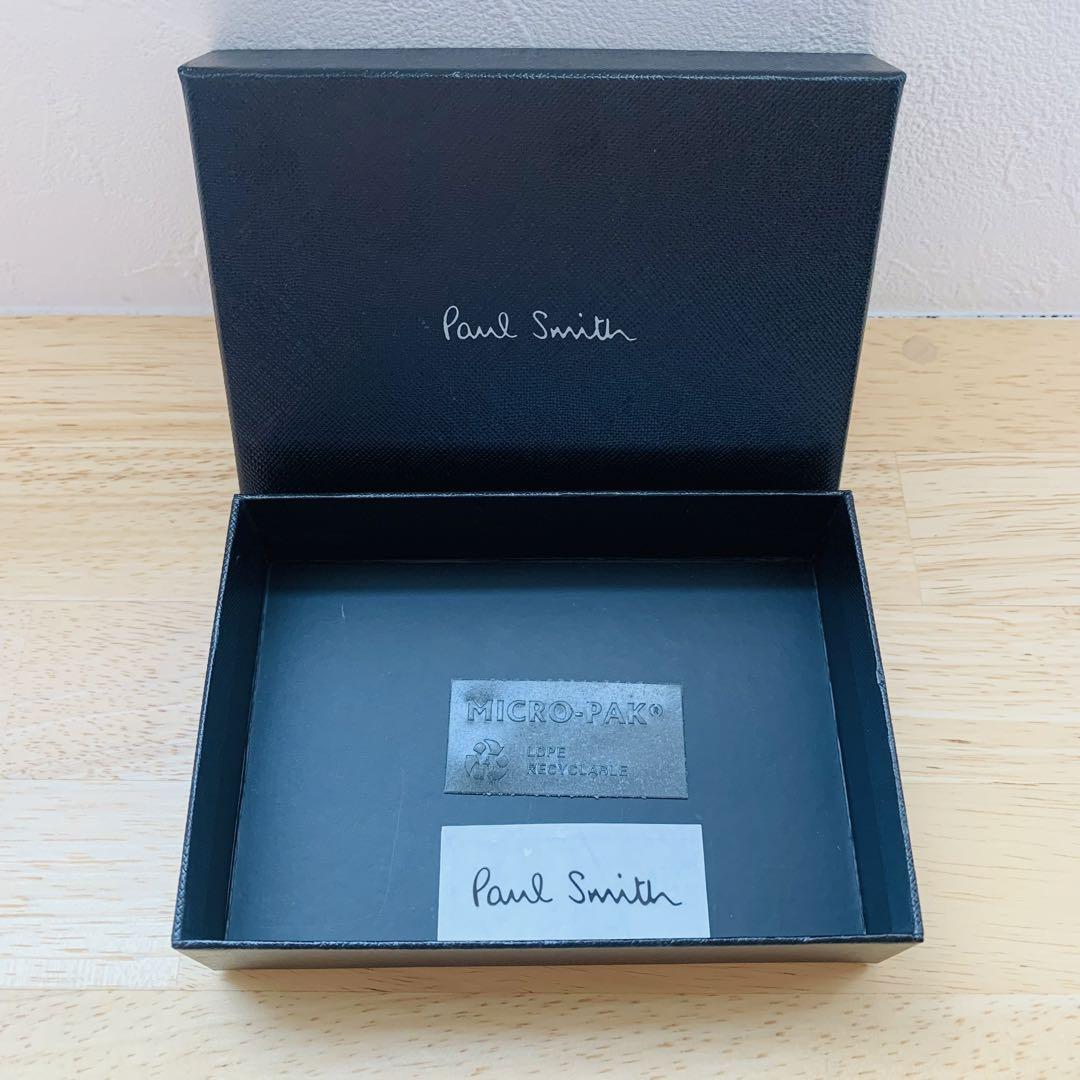 Paul Smith
MICRO-PAK®
LDPE
RECYCLABLE
Paul Smith